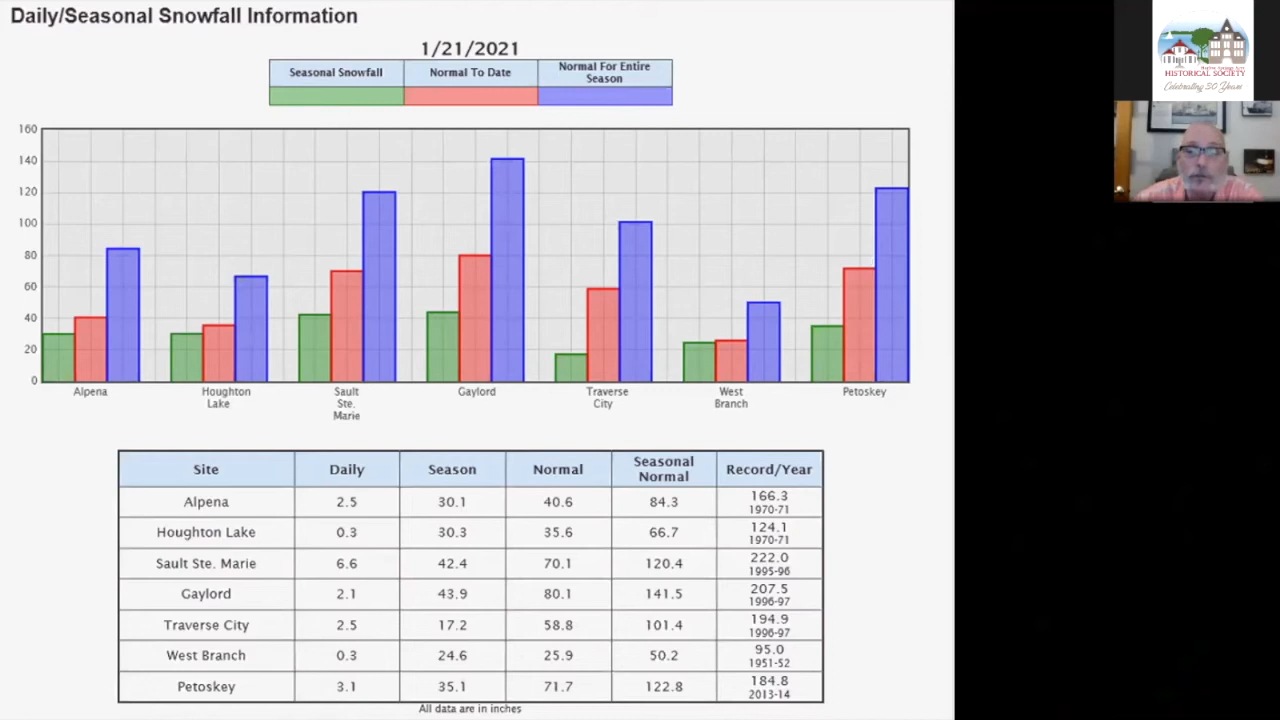 Daily/Seasonal Snowfall Information
1/21/2021
Seasonal Snowfall
Normal To Date
Normal For Entire
Season
160
140
120
100
80
60
40
20
0
Alpena
Houghton
Lake
Sault
Ste.
Marie
Gaylord
Traverse
City
West
Branch
Petoskey
Site Daily Season Normal Seasonal Normal Record/Year
Alpena 2.5 30.1 40.6 84.3 166.3 1970-71
Houghton Lake 0.3 30.3 35.6 66.7 124.1 1970-71
Sault Ste. Marie 6.6 42.4 70.1 120.4 222.0 1995-96
Gaylord 2.1 43.9 80.1 141.5 207.5 1996-97
Traverse City 2.5 17.2 58.8 101.4 194.9 1996-97
West Branch 0.3 24.6 25.9 50.2 95.0 1951-52
Petoskey 3.1 35.1 71.7 122.8 184.8 2013-14
All data are in inches
HISTORICAL SOCIETY
Celebrating 30 Years